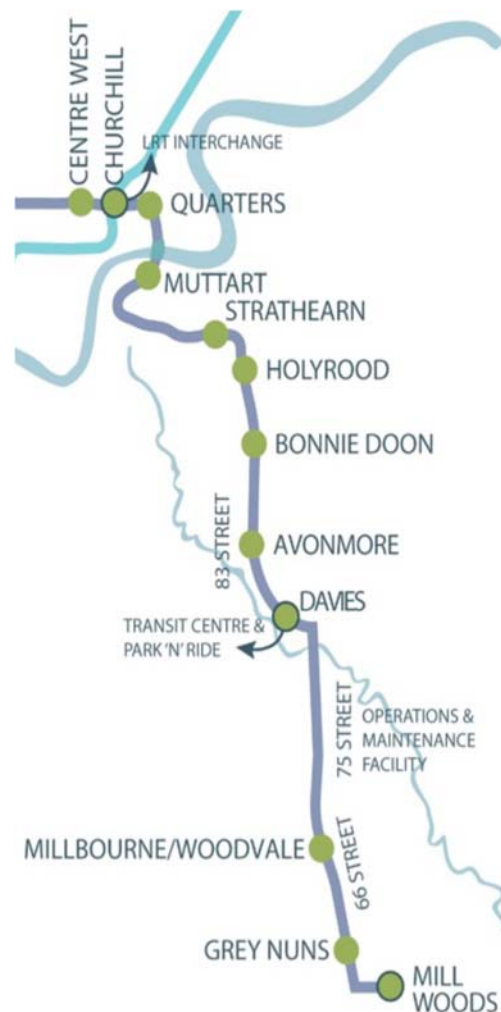 CENTRE WEST
CHURCHILL
LRT INTERCHANGE
QUARTERS
MUTTART
STRATHEARN
HOLYROOD
BONNIE DOON
83 STREET
AVONMORE
DAVIES
TRANSIT CENTRE &
PARK ‘N’ RIDE
75 STREET
OPERATIONS &
MAINTENANCE
FACILITY
MILLBOURNE/WOODVALE
66 STREET
GREY NUNS
MILL
WOODS